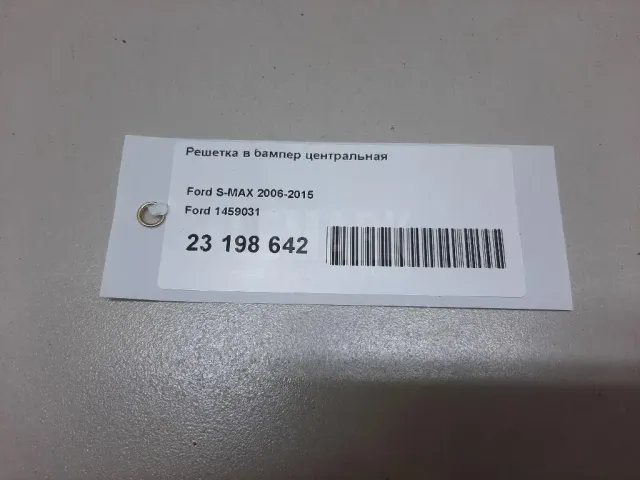 Решетка в бампер центральная
Ford S-MAX 2006-2015
Ford 1459031
23 198 642